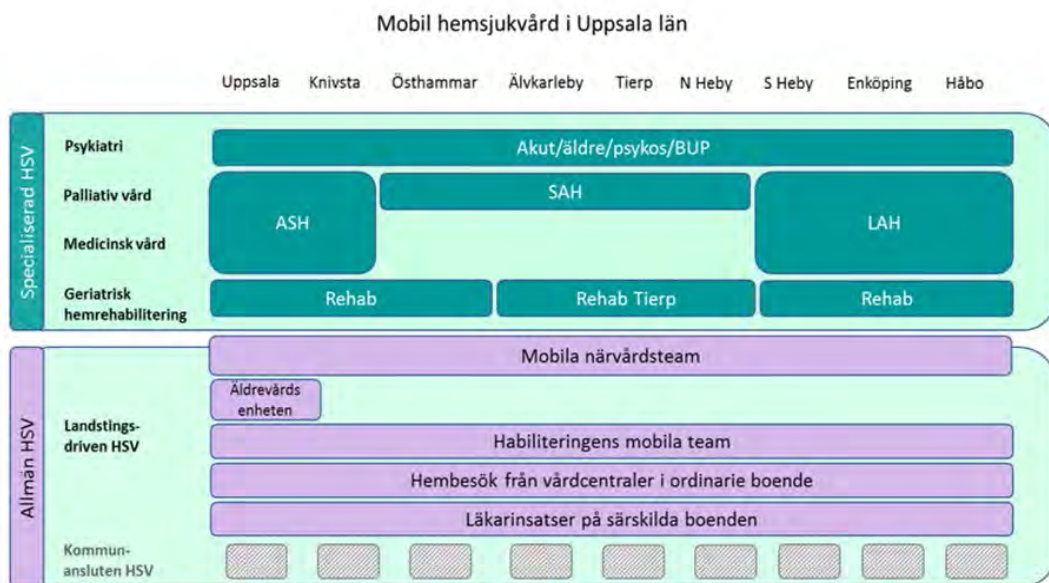 Mobil hemsjukvård i Uppsala län
Uppsala Knivsta Östhammar Älvkarleby Tierp N Heby S Heby Enköping Håbo
Specialiserad HSV
Psykiatri
Akut/äldre/psykos/BUP
Palliativ vård
SAH
ASH
LAH
Medicinsk vård
Geriatrisk
hemrehabilitering
Rehab
Rehab Tierp
Rehab
Allmän HSV
Mobila närvårdsteam
Äldrevårds
enheten
Landstings-
driven HSV
Habiliteringens mobila team
Hembesök från vårdcentraler i ordinarie boende
Läkarinsatser på särskilda boenden
Kommun-
ansluten HSV